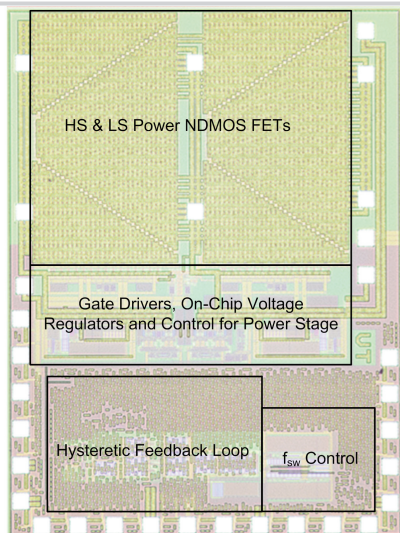 HS & LS Power NDMOS FETs
Gate Drivers, On-Chip Voltage
Regulators and Control for Power Stage
UT
Hysteretic Feedback Loop
fsw Control